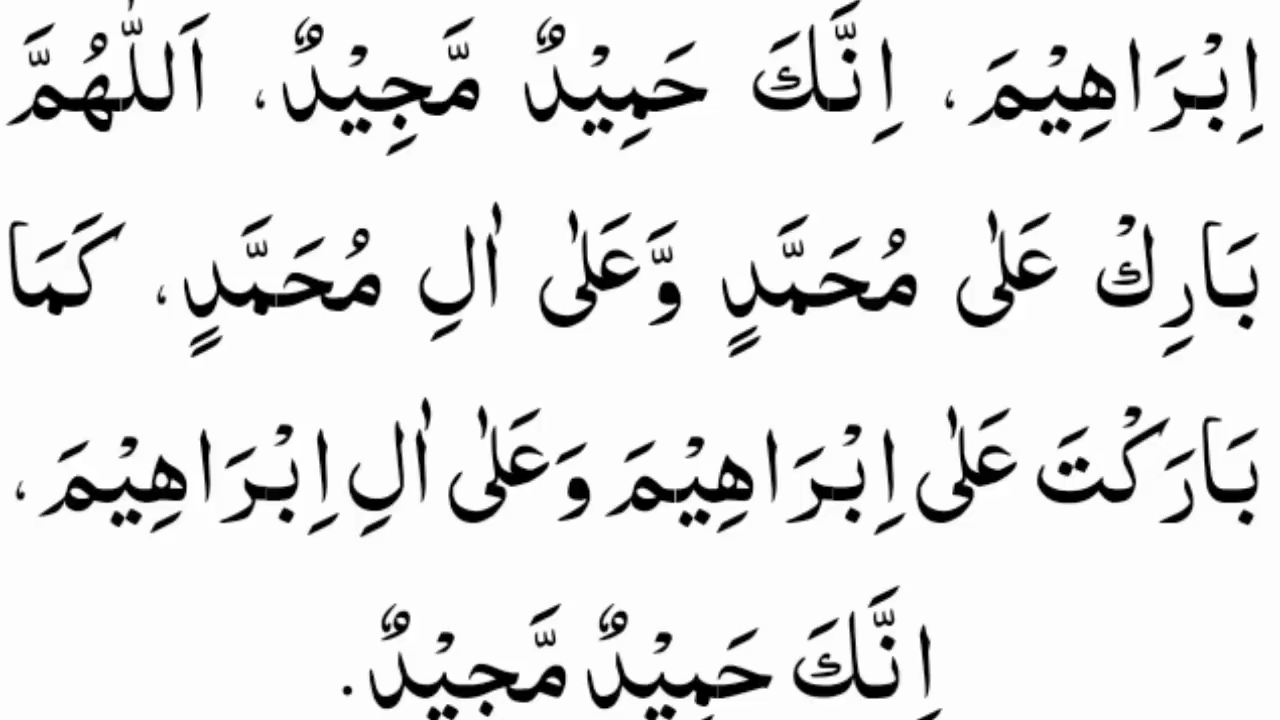 اِبْرَاهِيْمَ، اِنَّكَ حَمِيْدٌ مَّجِيْدٌ، اَللّٰهُمَّ
بَارِكْ عَلٰى مُحَمَّدٍ وَّعَلٰى اٰلِ مُحَمَّدٍ، كَمَا
بَارَكْتَ عَلٰى اِبْرَاهِيْمَ وَعَلٰى اٰلِ اِبْرَاهِيْمَ،
اِنَّكَ حَمِيْدٌ مَّجِيْدٌ.